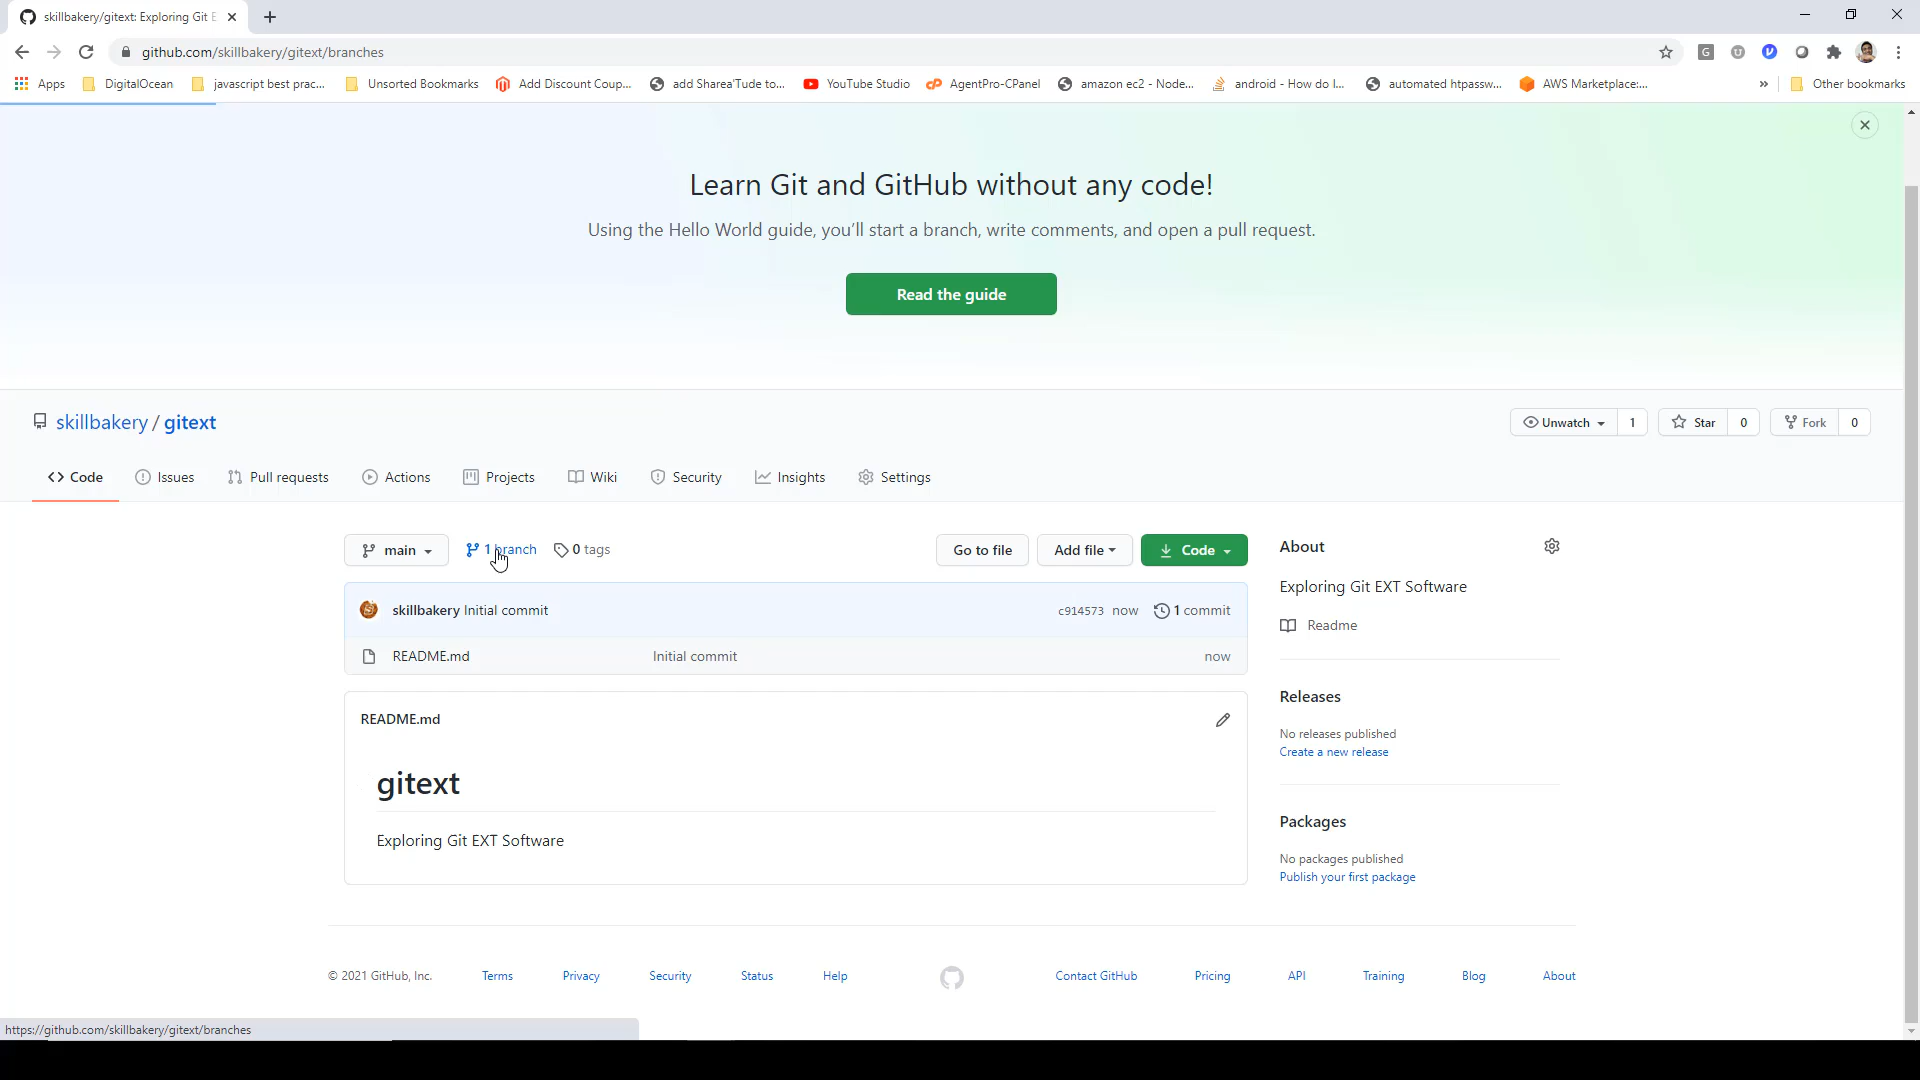 skillbakery/gitext: Exploring Git E
github.com/skillbakery/gitext/branches
Apps DigitalOcean javascript best prac... Unsorted Bookmarks Add Discount Coup... add Sharea'Tude to... YouTube Studio AgentPro-CPanel amazon ec2 - Node... android - How do I... automated htpassw... AWS Marketplace:... » Other bookmarks
Learn Git and GitHub without any code!
Using the Hello World guide, you'll start a branch, write comments, and open a pull request.
Read the guide
skillbakery / gitext
Unwatch 1 Star 0 Fork 0
Code Issues Pull requests Actions Projects Wiki Security Insights Settings
main 1 branch 0 tags Go to file Add file Code
skillbakery Initial commit c914573 now 1 commit
README.md Initial commit now
README.md
gitext
Exploring Git EXT Software
About
Exploring Git EXT Software
Readme
Releases
No releases published
Create a new release
Packages
No packages published
Publish your first package
© 2021 GitHub, Inc. Terms Privacy Security Status Help Contact GitHub Pricing API Training Blog About
https://github.com/skillbakery/gitext/branches